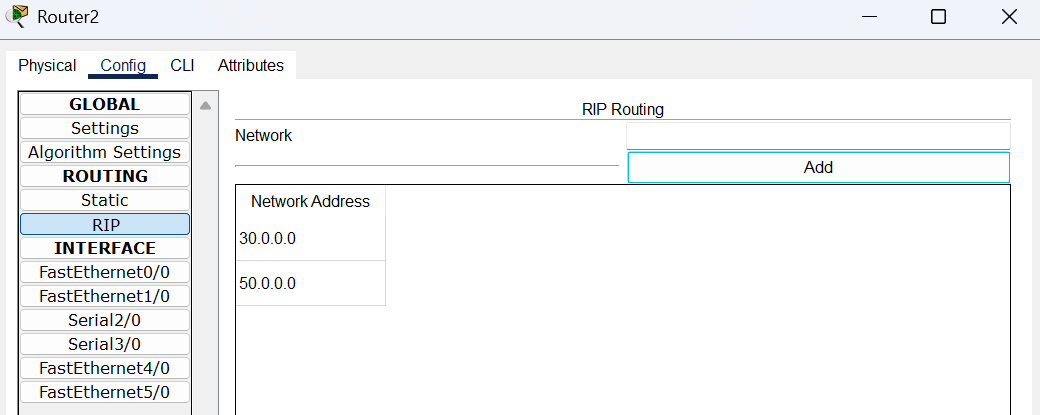 Router2
Physical Config CLI Attributes
GLOBAL
Settings
Algorithm Settings
ROUTING
Static
RIP
INTERFACE
FastEthernet0/0
FastEthernet1/0
Serial2/0
Serial3/0
FastEthernet4/0
FastEthernet5/0
RIP Routing
Network
Add
Network Address
30.0.0.0
50.0.0.0